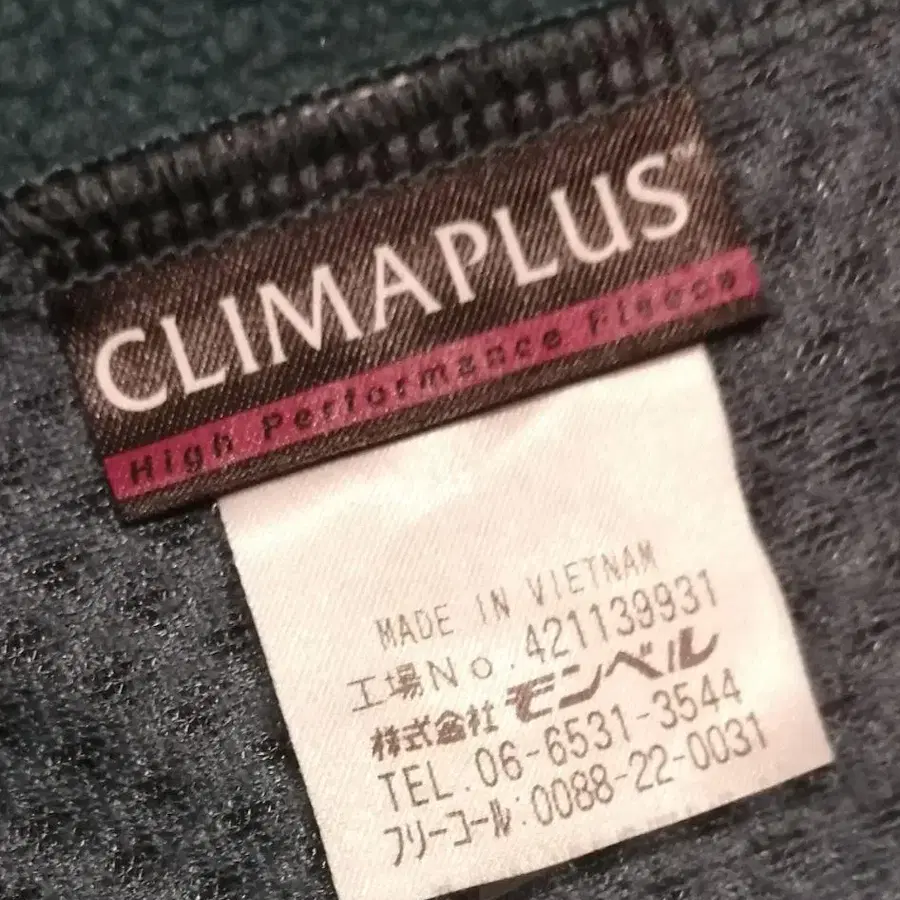 CLIMAPLUS™
High Performance Fleece
MADE IN VIETNAM
工場No.421139931
株式会社モンベル
TEL.06-6531-3544
フリーコール:0088-22-0031